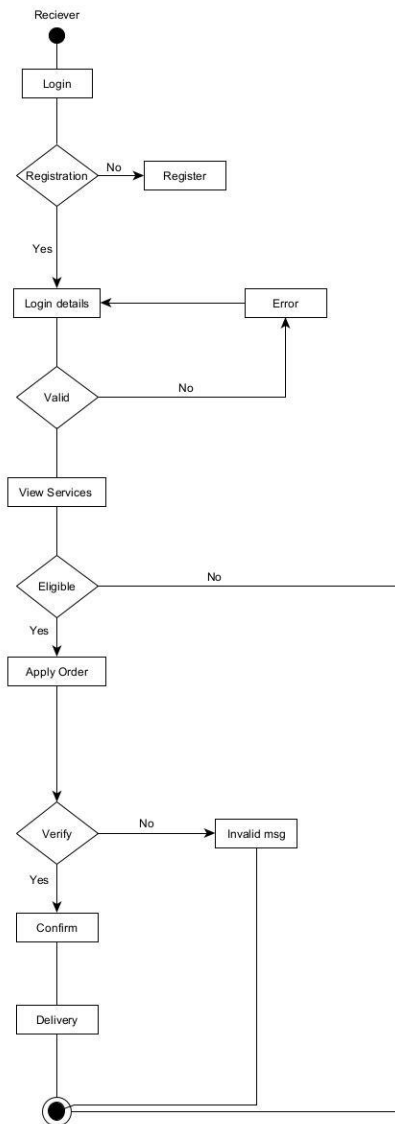 Reciever
Login
Registration
No
Register
Yes
Login details
Error
Valid
No
View Services
Eligible
No
Yes
Apply Order
Verify
No
Invalid msg
Yes
Confirm
Delivery